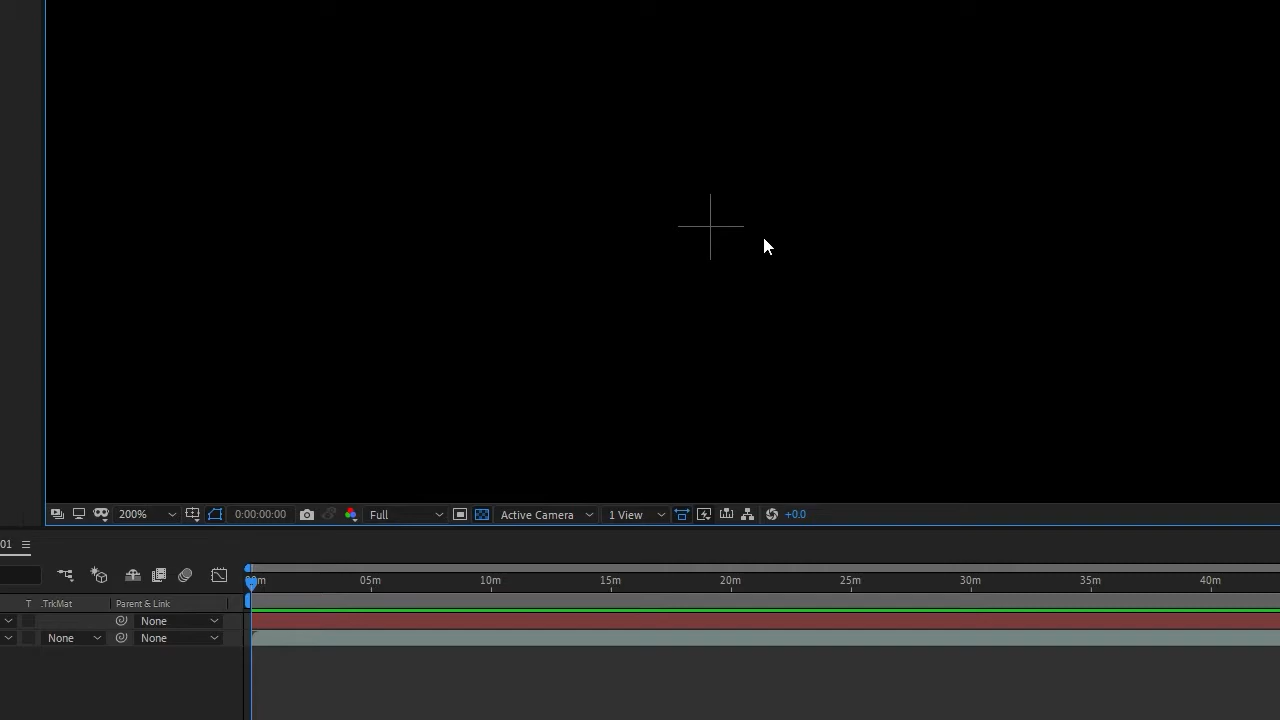 200% 0:00:00:00 Full Active Camera 1 View +0.0
01
00m 05m 10m 15m 20m 25m 30m 35m 40m
T .TrkMat Parent & Link
None
None None